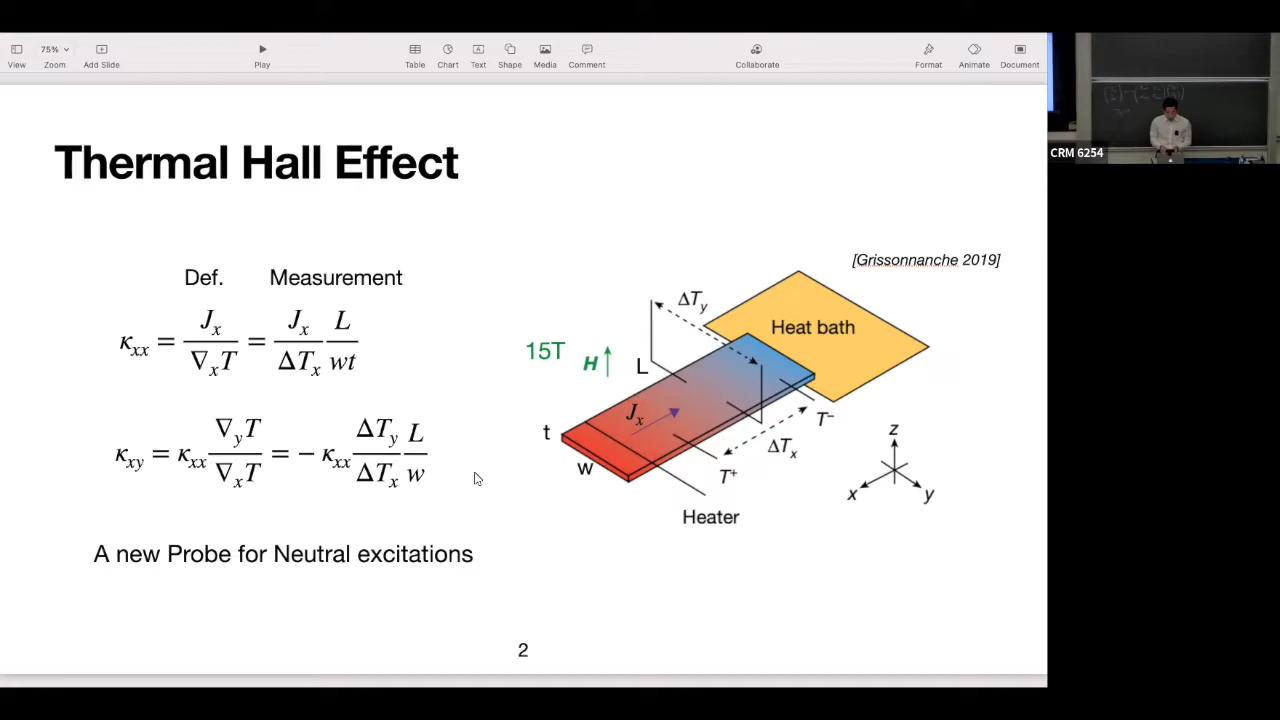 75%
View Zoom Add Slide Play Table Chart Text Shape Media Comment Collaborate Format Animate Document
CRM 6254
Thermal Hall Effect
Def. Measurement
κxx = Jx / ∇xT = Jx / ΔTx L / wt
κxy = κxx ∇yT / ∇xT = − κxx ΔTy / ΔTx L / w
A new Probe for Neutral excitations
[Grissonnanche 2019]
ΔTy
Heat bath
15T
H
L
Jx
T−
t
ΔTx
w
T+
Heater
z
x
y
2